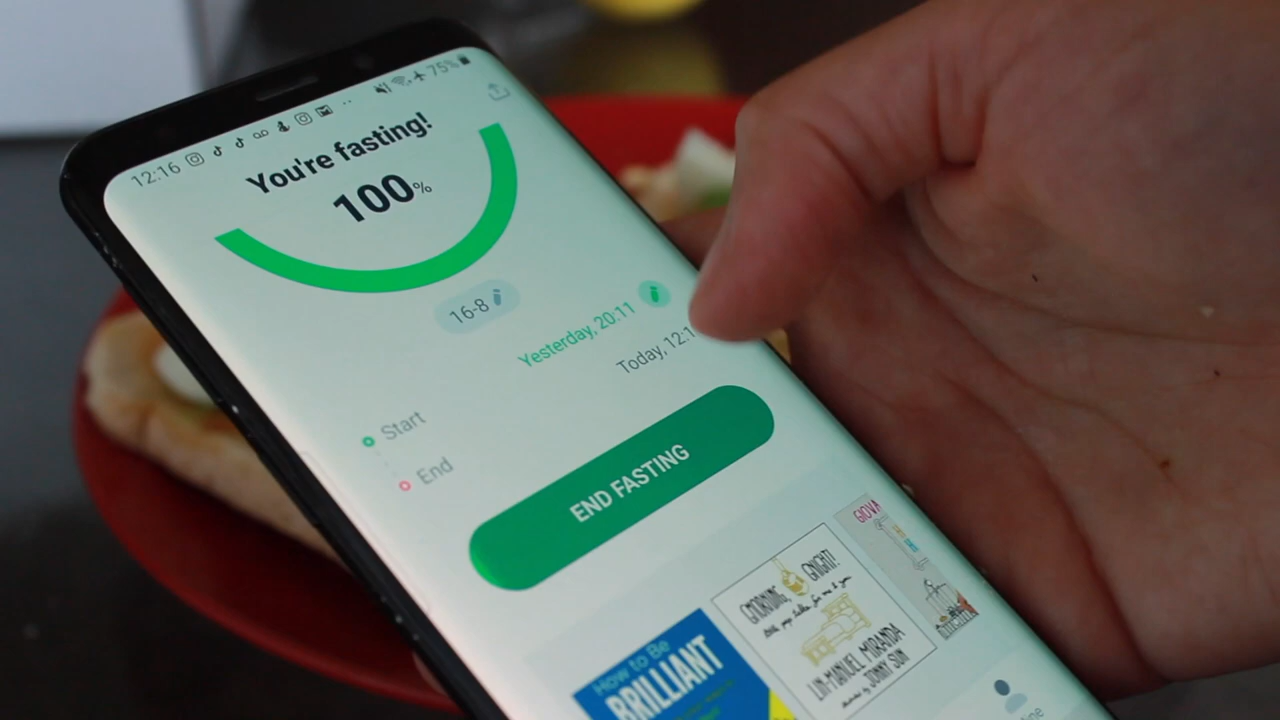 12:16
75%
You're fasting!
100%
16-8
Yesterday, 20:11
Today, 12:1
Start
End
END FASTING
How to Be
BRILLIANT
GMORNING,
GNIGHT!
LIN-MANUEL MIRANDA
JONNY SUN
GIOVA